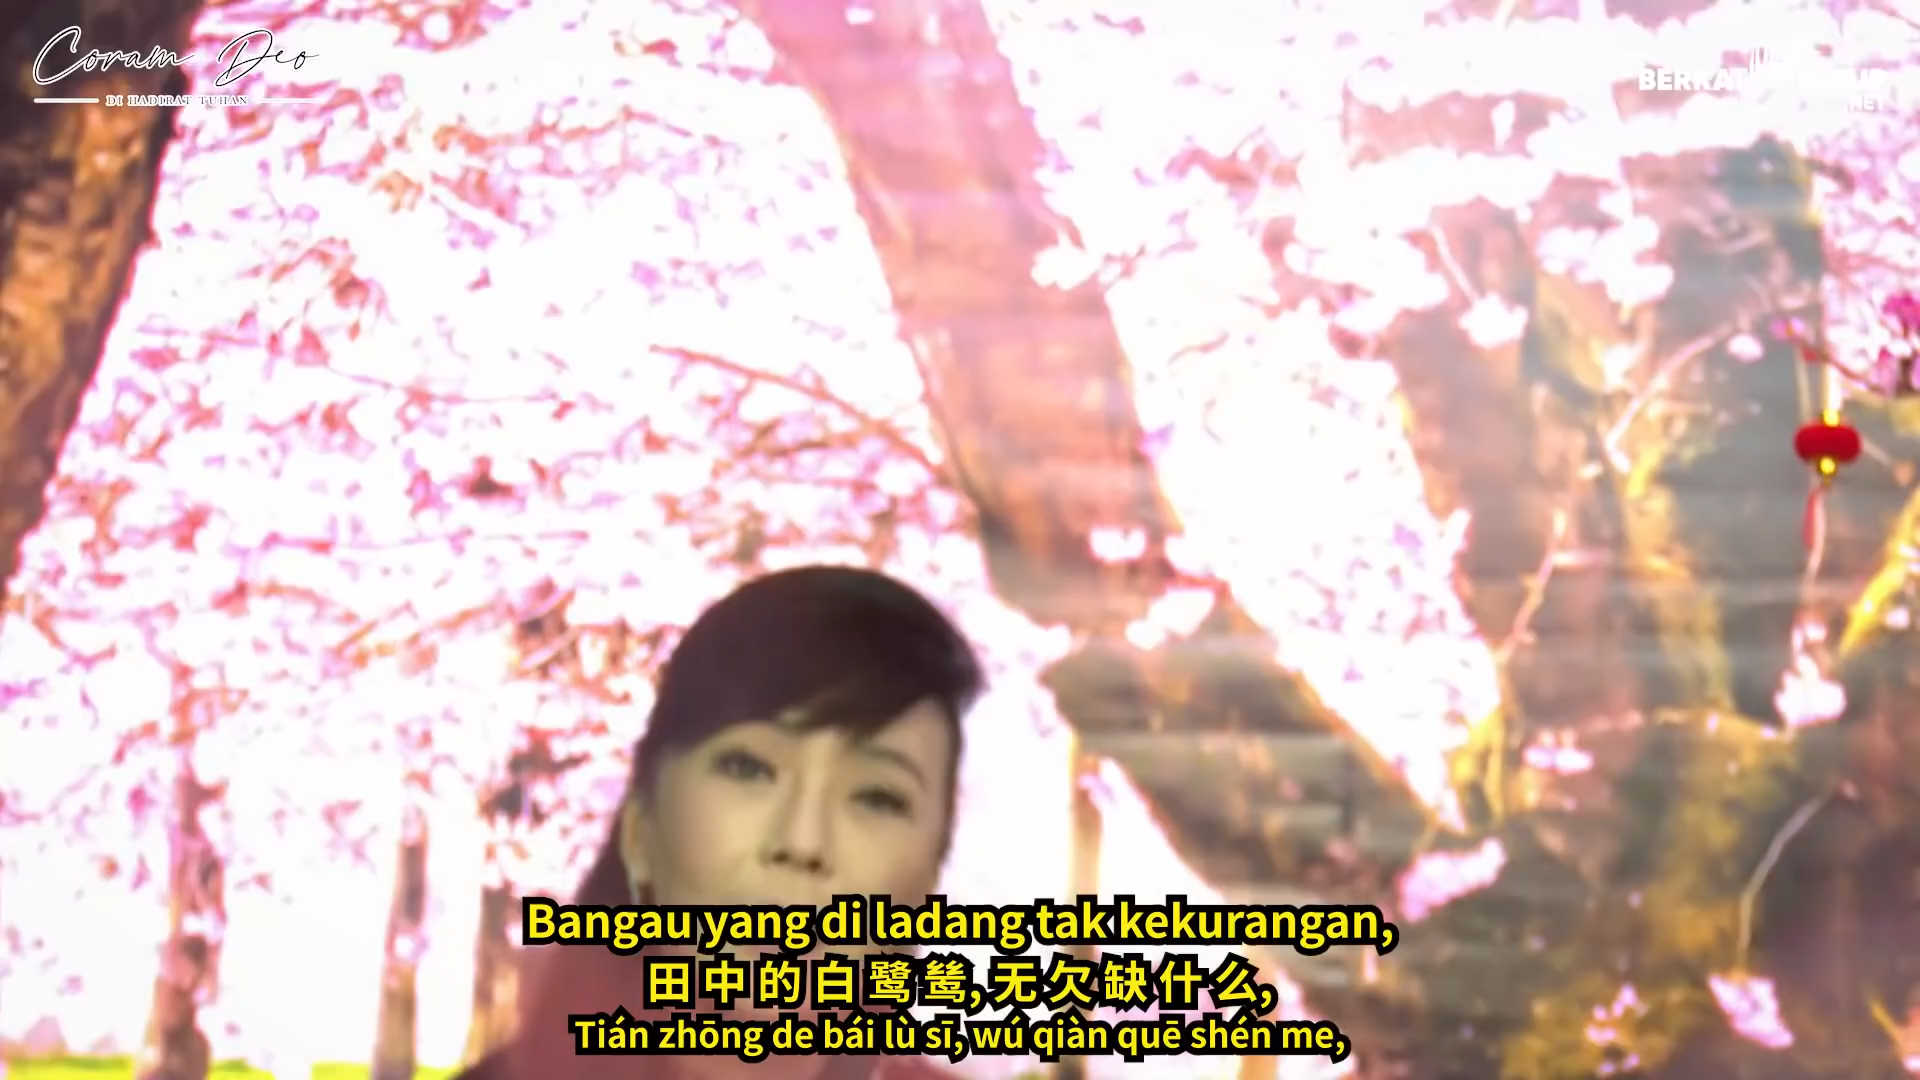 Coram Deo
DI HADIRAT TUHAN
NET
Bangau yang di ladang tak kekurangan,
田中的白鹭鸶,无欠缺什么,
Tián zhōng de bái lù sī, wú qiàn quē shén me,